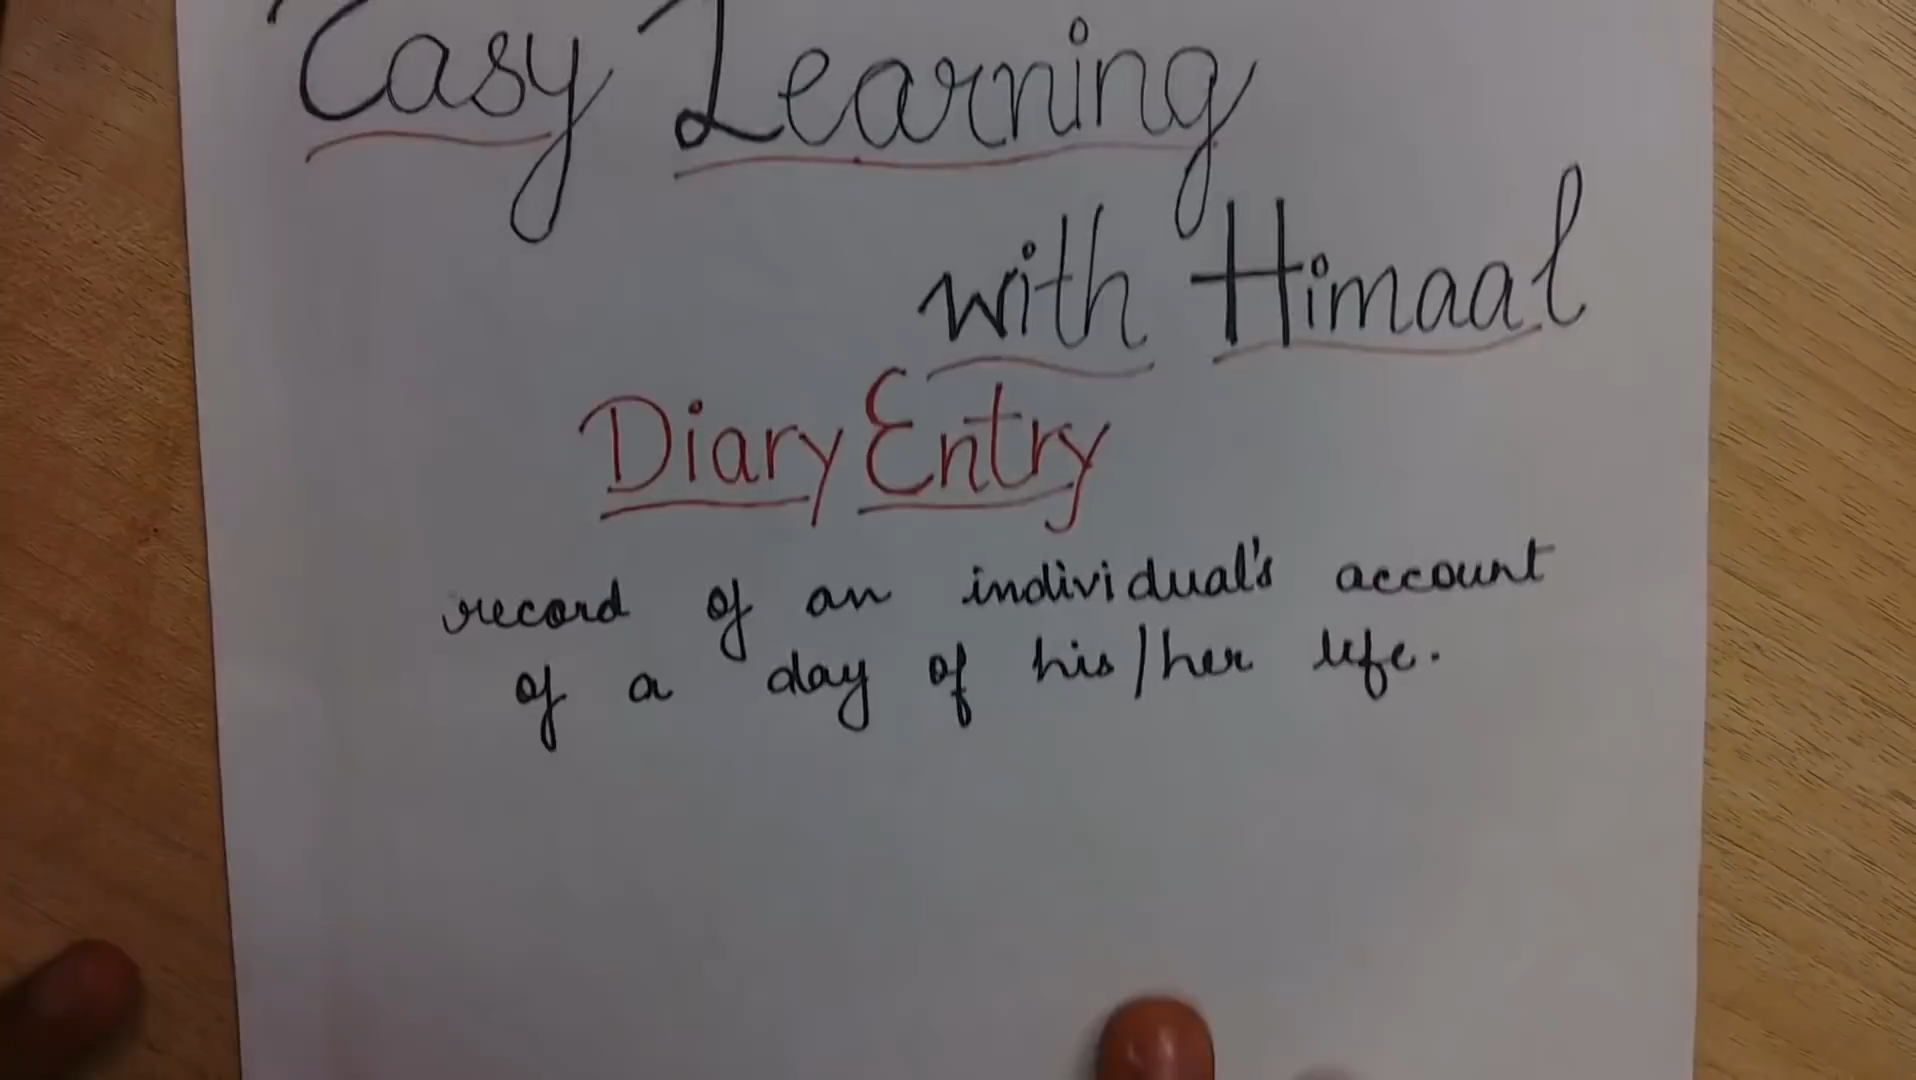 Easy Learning
with Himaal
Diary Entry
record of an individual's account
of a day of his/her life.